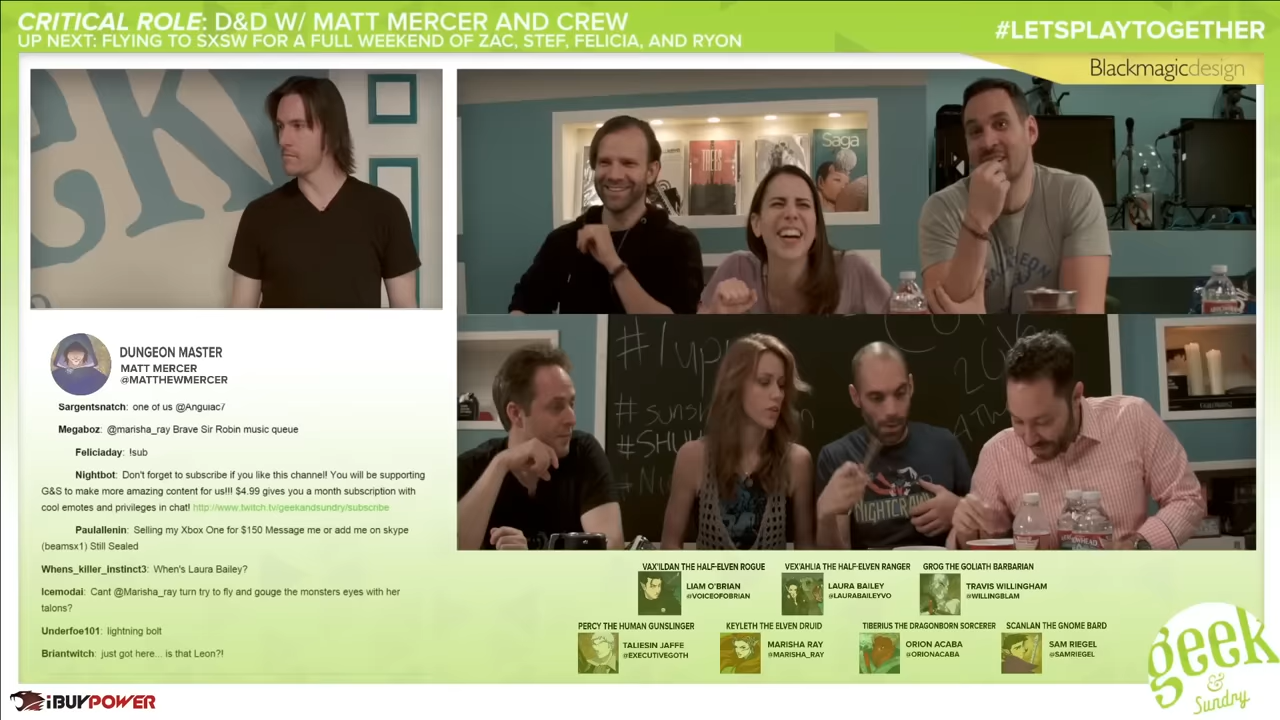 CRITICAL ROLE: D&D W/ MATT MERCER AND CREW
UP NEXT: FLYING TO SXSW FOR A FULL WEEKEND OF ZAC, STEF, FELICIA, AND RYON
#LETSPLAYTOGETHER
Blackmagicdesign
TREES
Saga
DUNGEON MASTER
MATT MERCER
@MATTHEWMERCER
Sargentsnatch: one of us @Anguiac7
Megaboz: @marisha_ray Brave Sir Robin music queue
Feliciaday: !sub
Nightbot: Don't forget to subscribe if you like this channel! You will be supporting
G&S to make more amazing content for us!!! $4.99 gives you a month subscription with
cool emotes and privileges in chat! http://www.twitch.tv/geekandsundry/subscribe
Paulallenin: Selling my Xbox One for $150 Message me or add me on skype
(beamsx1) Still Sealed
Whens_killer_instinct3: When's Laura Bailey?
Icemodai: Cant @Marisha_ray turn try to fly and gouge the monsters eyes with her
talons?
Underfoe101: lightning bolt
Briantwitch: just got here... is that Leon?!
NIGHTCRAW
VAX'ILDAN THE HALF-ELVEN ROGUE
LIAM O'BRIAN
@VOICEOFOBRIAN
VEX'AHLIA THE HALF-ELVEN RANGER
LAURA BAILEY
@LAURABAILEYVO
GROG THE GOLIATH BARBARIAN
TRAVIS WILLINGHAM
@WILLINGBLAM
PERCY THE HUMAN GUNSLINGER
TALIESIN JAFFE
@EXECUTIVEGOTH
KEYLETH THE ELVEN DRUID
MARISHA RAY
@MARISHA_RAY
TIBERIUS THE DRAGONBORN SORCERER
ORION ACABA
@ORIONACABA
SCANLAN THE GNOME BARD
SAM RIEGEL
@SAMRIEGEL
geek
&
Sundry
iBUYPOWER